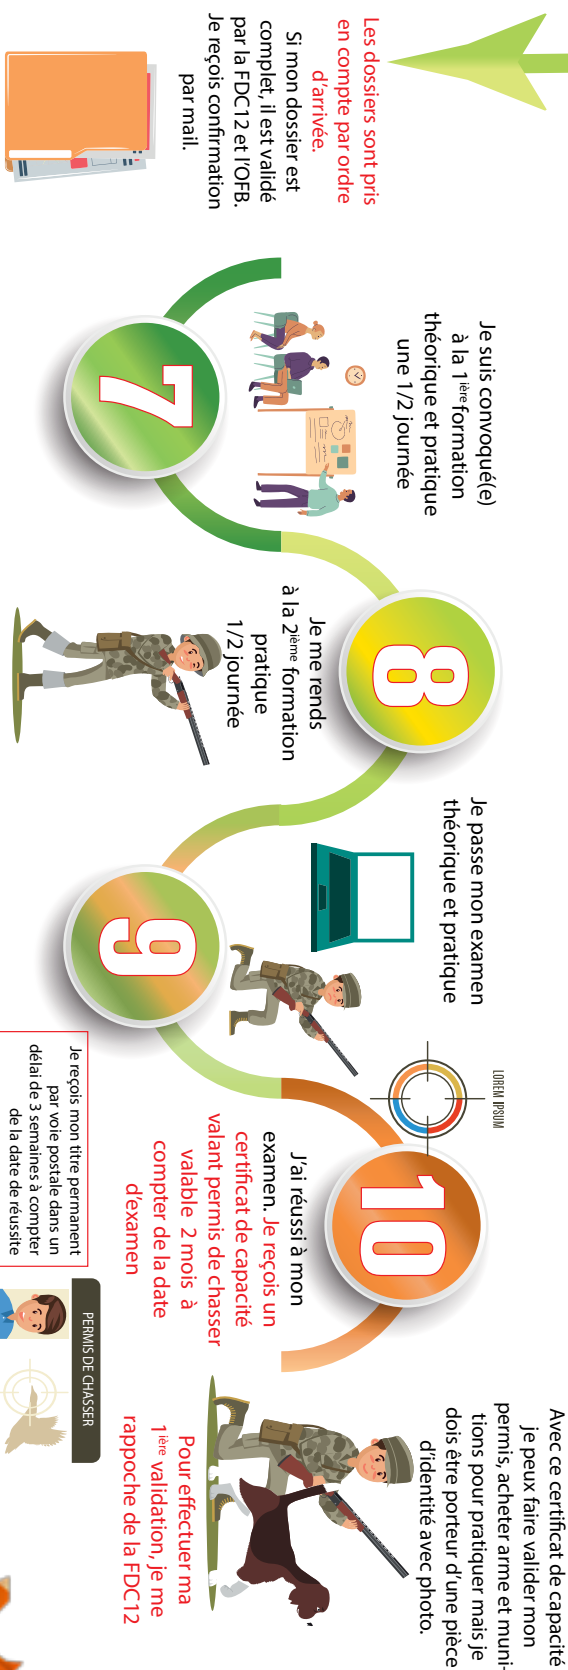 Les dossiers sont pris
en compte par ordre
d'arrivée.
Si mon dossier est
complet, il est validé
par la FDC12 et l'OFB.
Je reçois confirmation
par mail.
7
Je suis convoqué(e)
à la 1ière formation
théorique et pratique
une 1/2 journée
8
Je me rends
à la 2ième formation
pratique
1/2 journée
9
Je passe mon examen
théorique et pratique
LOREM IPSUM
10
J'ai réussi à mon
examen. Je reçois un
certificat de capacité
valant permis de chasser
valable 2 mois à
compter de la date
d'examen
Je reçois mon titre permanent
par voie postale dans un
délai de 3 semaines à compter
de la date de réussite
PERMIS DE CHASSER
Avec ce certificat de capacité
je peux faire valider mon
permis, acheter arme et muni-
tions pour pratiquer mais je
dois être porteur d'une pièce
d'identité avec photo.
Pour effectuer ma
1ière validation, je me
rappoche de la FDC12